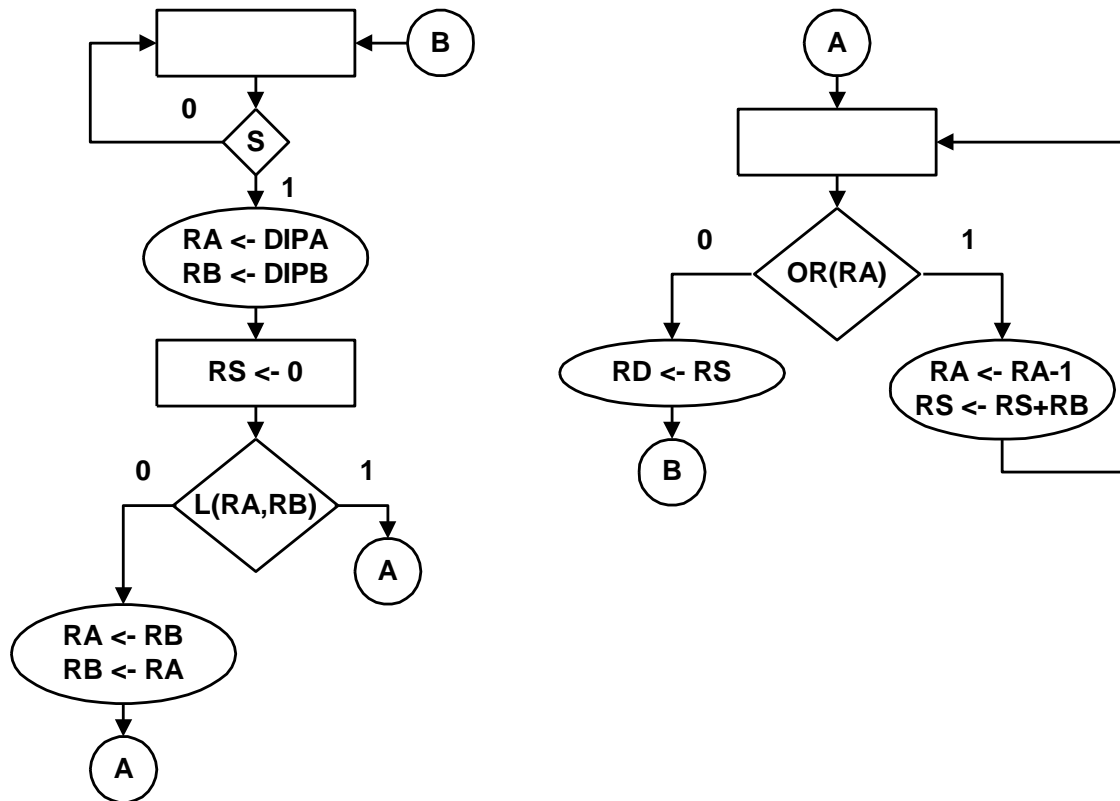 B
0
S
1
RA <- DIPA
RB <- DIPB
RS <- 0
0
1
L(RA,RB)
A
RA <- RB
RB <- RA
A
A
0
1
OR(RA)
RD <- RS
RA <- RA-1
RS <- RS+RB
B